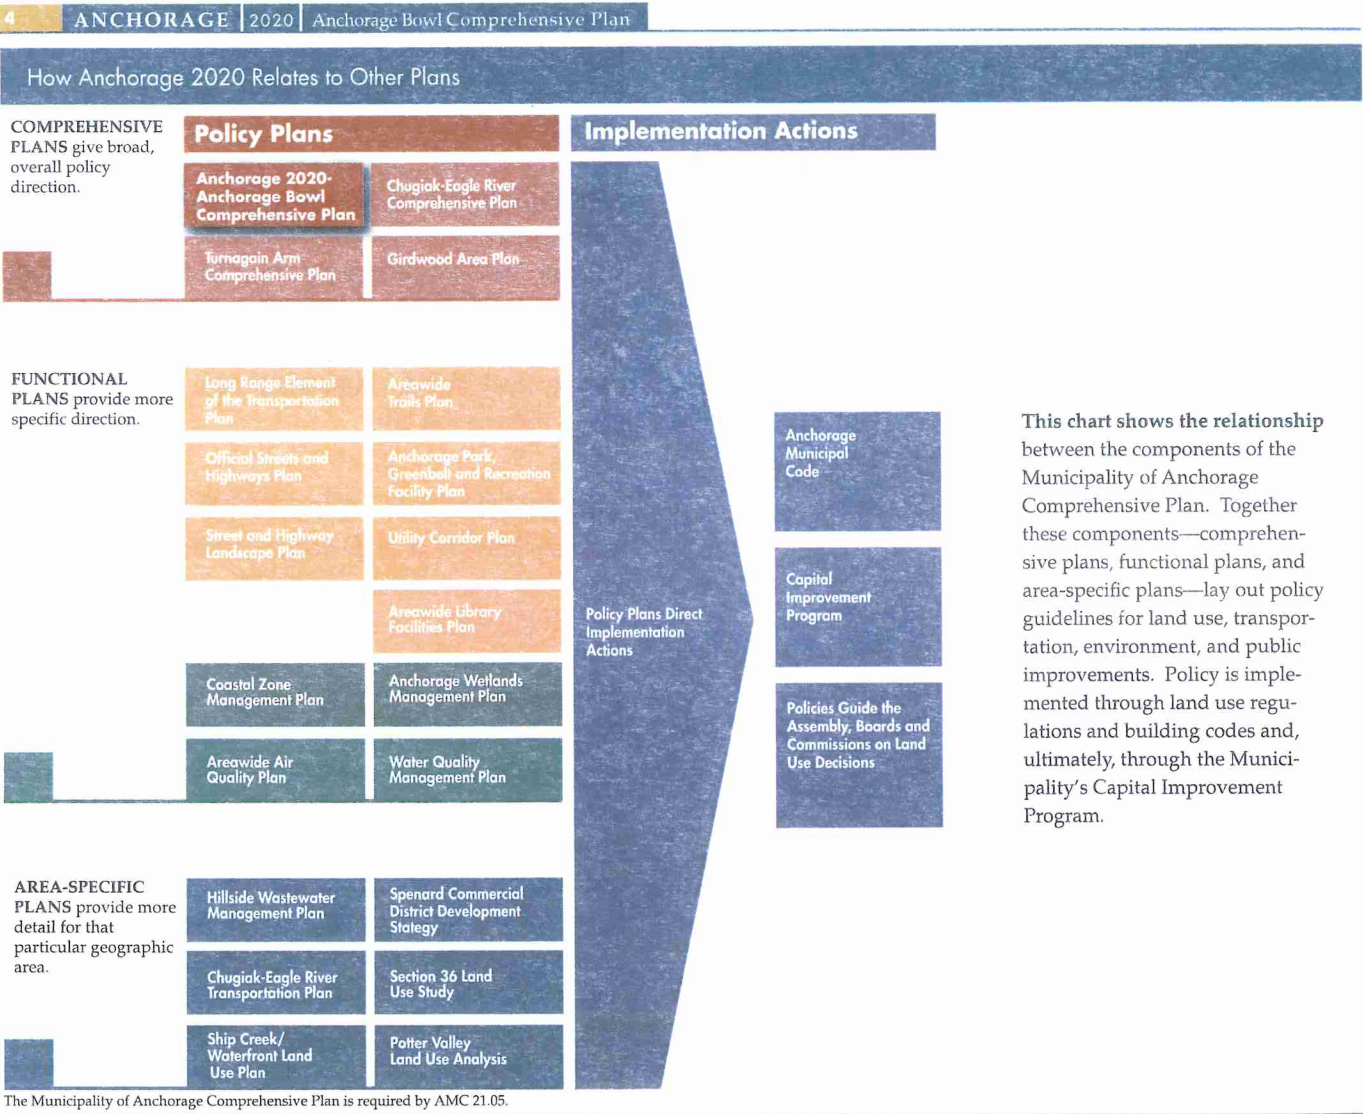 4
ANCHORAGE | 2020 | Anchorage Bowl Comprehensive Plan
How Anchorage 2020 Relates to Other Plans
COMPREHENSIVE
PLANS give broad,
overall policy
direction.
Policy Plans
Anchorage 2020-
Anchorage Bowl
Comprehensive Plan
Chugiak-Eagle River
Comprehensive Plan
Turnagain Arm
Comprehensive Plan
Girdwood Area Plan
FUNCTIONAL
PLANS provide more
specific direction.
Long Range Element
of the Transportation
Plan
Areawide
Trails Plan
Official Streets and
Highways Plan
Anchorage Park,
Greenbelt and Recreation
Facility Plan
Street and Highway
Landscape Plan
Utility Corridor Plan
Areawide Library
Facilities Plan
Coastal Zone
Management Plan
Anchorage Wetlands
Management Plan
Areawide Air
Quality Plan
Water Quality
Management Plan
AREA-SPECIFIC
PLANS provide more
detail for that
particular geographic
area.
Hillside Wastewater
Management Plan
Spenard Commercial
District Development
Stategy
Chugiak-Eagle River
Transportation Plan
Section 36 Land
Use Study
Ship Creek/
Waterfront Land
Use Plan
Potter Valley
Land Use Analysis
Implementation Actions
Policy Plans Direct
Implementation
Actions
Anchorage
Municipal
Code
Capital
Improvement
Program
Policies Guide the
Assembly, Boards and
Commissions on Land
Use Decisions
This chart shows the relationship
between the components of the
Municipality of Anchorage
Comprehensive Plan. Together
these components—comprehen-
sive plans, functional plans, and
area-specific plans—lay out policy
guidelines for land use, transpor-
tation, environment, and public
improvements. Policy is imple-
mented through land use regu-
lations and building codes and,
ultimately, through the Munici-
pality's Capital Improvement
Program.
The Municipality of Anchorage Comprehensive Plan is required by AMC 21.05.